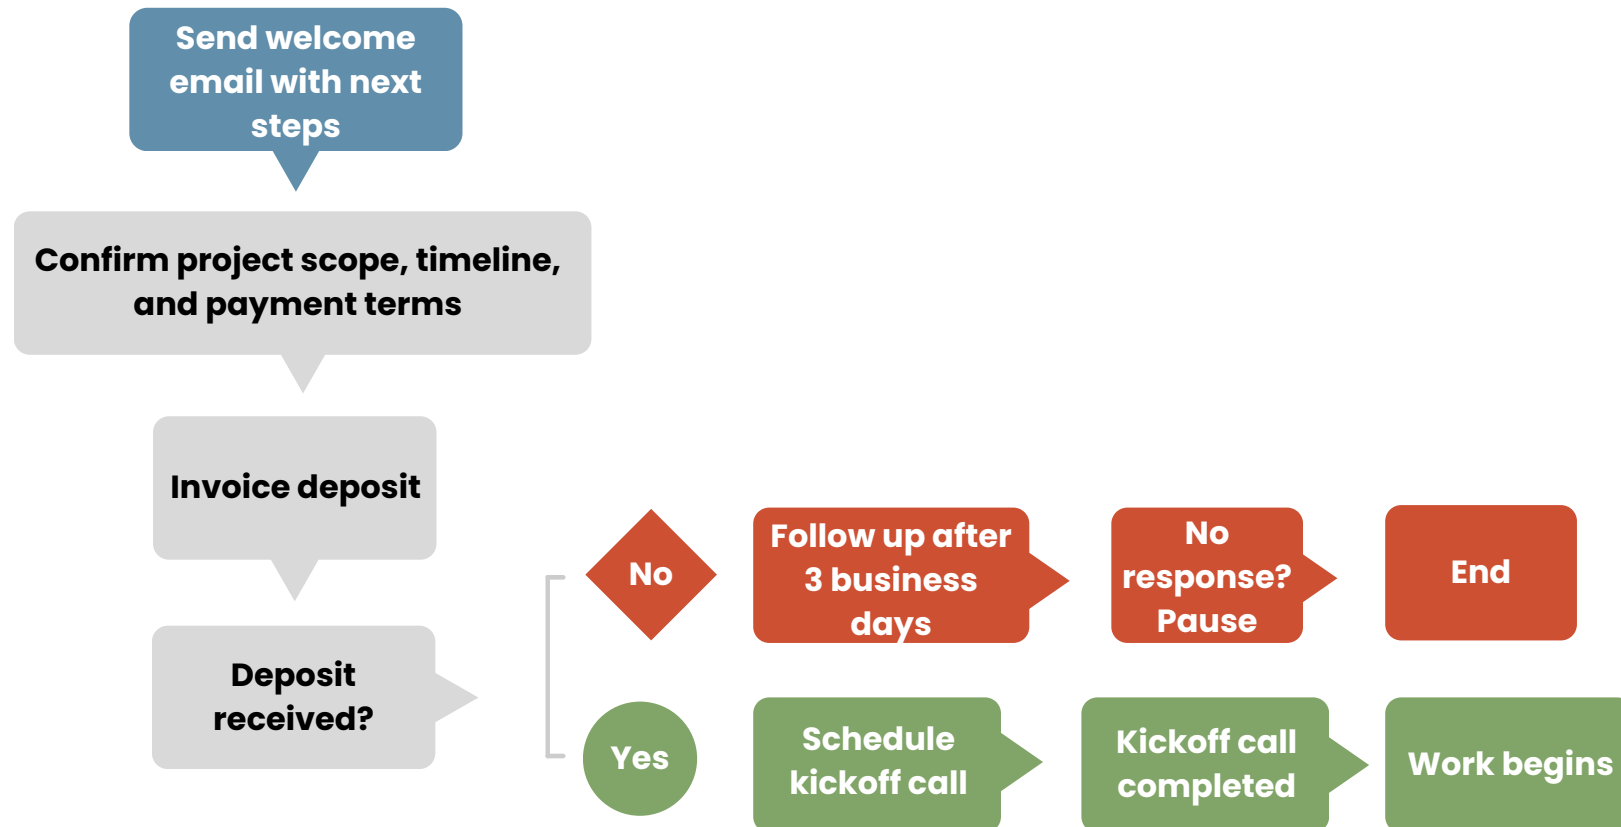 Send welcome
email with next
steps
Confirm project scope, timeline,
and payment terms
Invoice deposit
Deposit
received?
No
Follow up after
3 business
days
No
response?
Pause
End
Yes
Schedule
kickoff call
Kickoff call
completed
Work begins